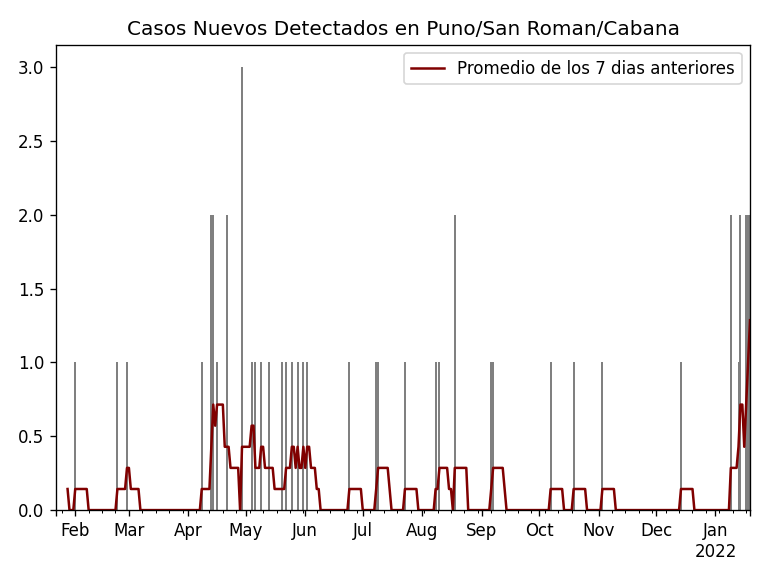 Casos Nuevos Detectados en Puno/San Roman/Cabana
Promedio de los 7 dias anteriores
3.0
2.5
2.0
1.5
1.0
0.5
0.0
Feb Mar Apr May Jun Jul Aug Sep Oct Nov Dec Jan
2022